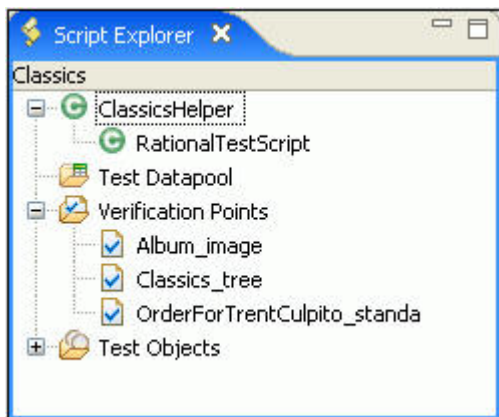 Script Explorer
Classics
ClassicsHelper
RationalTestScript
Test Datapool
Verification Points
Album_image
Classics_tree
OrderForTrentCulpito_standa
Test Objects